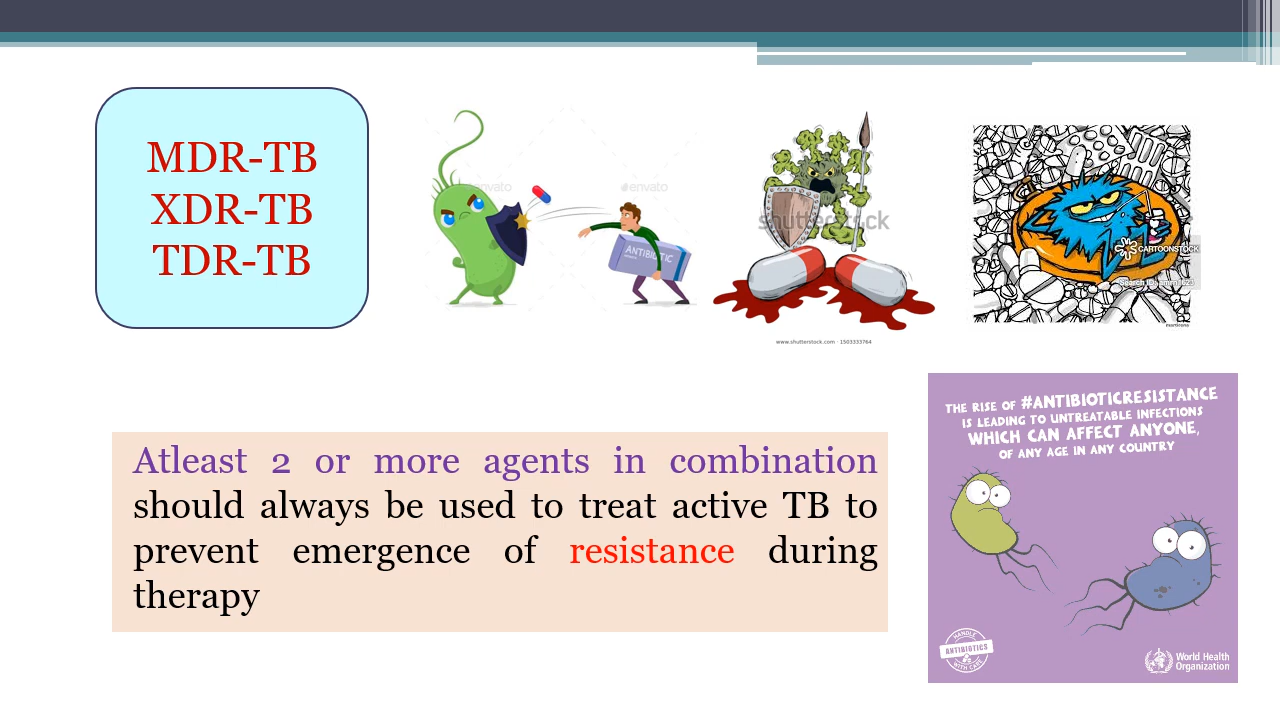 MDR-TB
XDR-TB
TDR-TB
envato
envato
ANTIBIOTIC
shutterstock
www.shutterstock.com · 1503333764
CARTOONSTOCK
Atleast 2 or more agents in combination
should always be used to treat active TB to
prevent emergence of resistance during
therapy
THE RISE OF #ANTIBIOTICRESISTANCE
IS LEADING TO UNTREATABLE INFECTIONS
WHICH CAN AFFECT ANYONE,
OF ANY AGE IN ANY COUNTRY
HANDLE
ANTIBIOTICS
WITH CARE
World Health
Organization